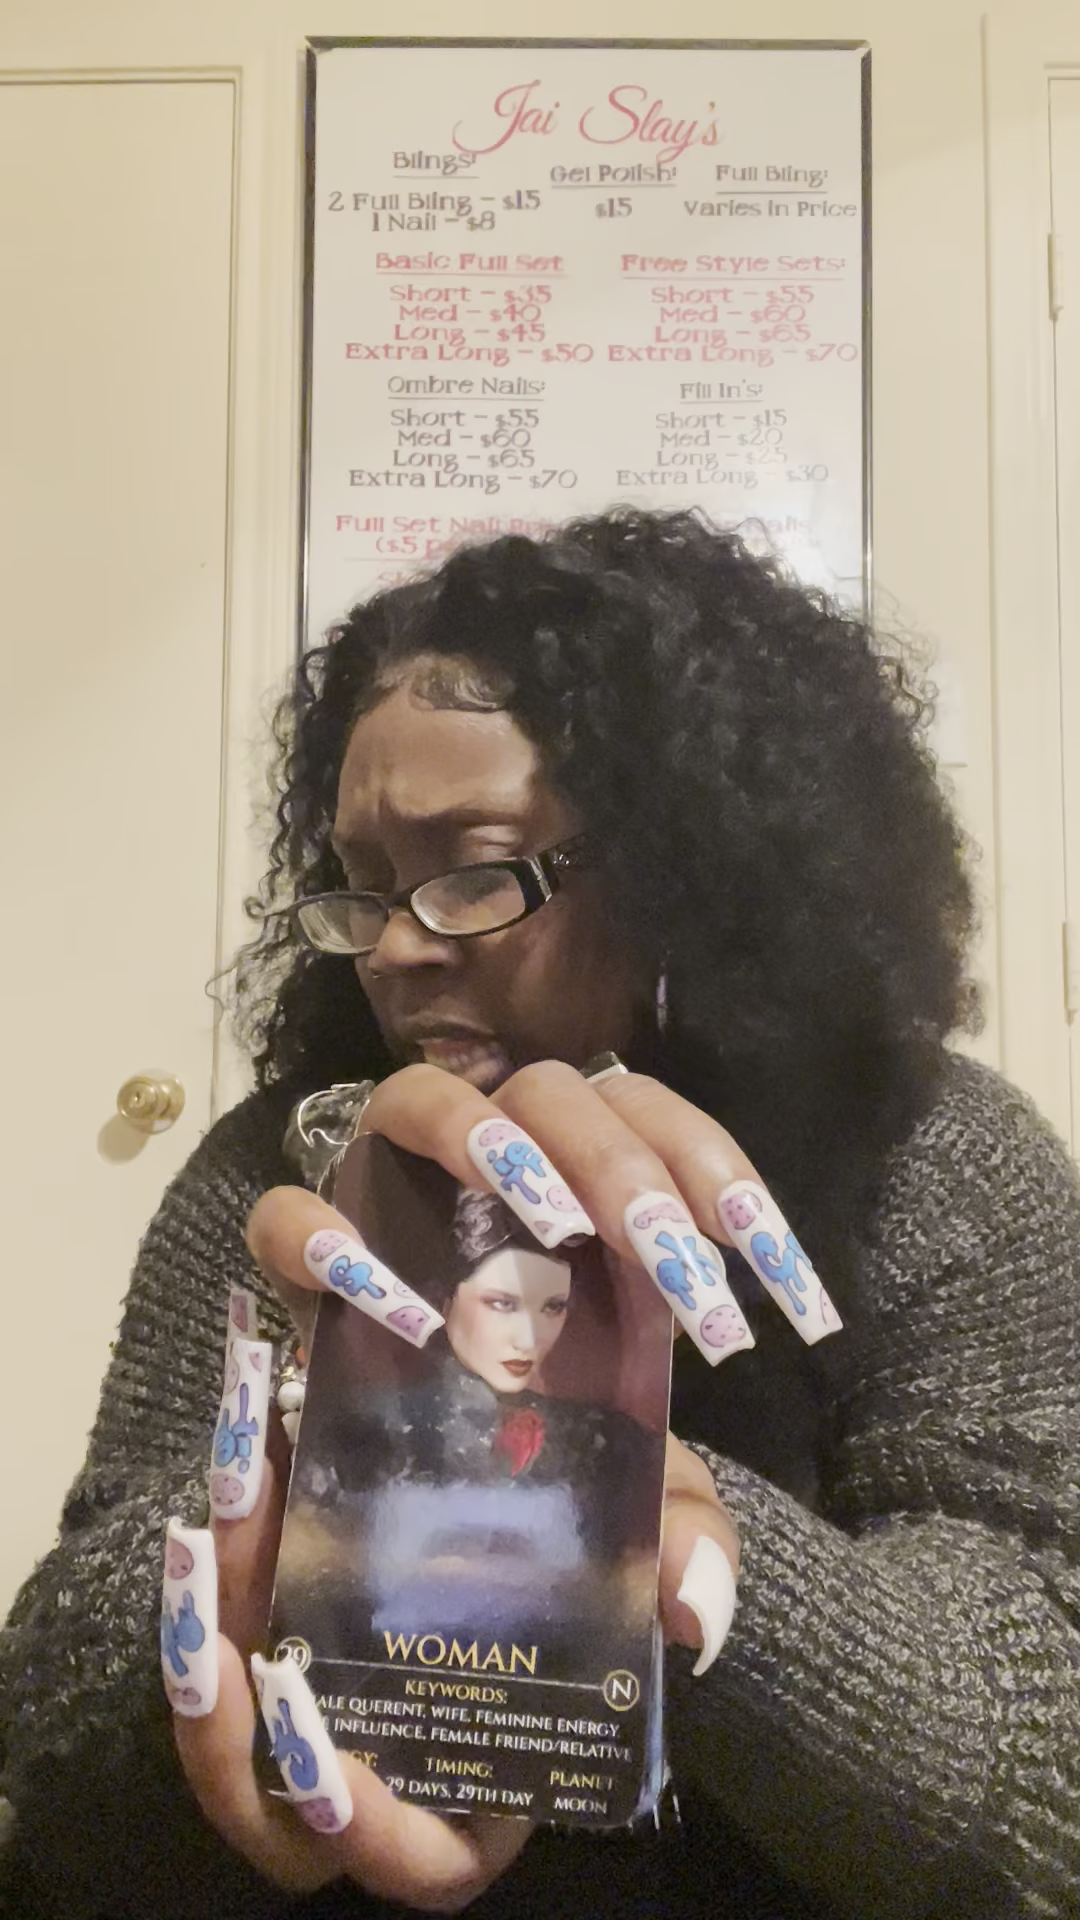 Jai Slay's
Blings:
2 Full Bling - $15
1 Nail - $8
Gel Polish:
$15
Full Bling:
Varies in Price
Basic Full Set
Short - $35
Med - $40
Long - $45
Extra Long - $50
Free Style Sets:
Short - $55
Med - $60
Long - $65
Extra Long - $70
Ombre Nails:
Short - $55
Med - $60
Long - $65
Extra Long - $70
Fill In's:
Short - $15
Med - $20
Long - $25
Extra Long - $30
Full Set Nail
($5
29
WOMAN
N
KEYWORDS:
QUERENT, WIFE, FEMININE ENERGY,
INFLUENCE, FEMALE FRIEND/RELATIVE
TIMING:
29 DAYS, 29TH DAY
PLANET
MOON